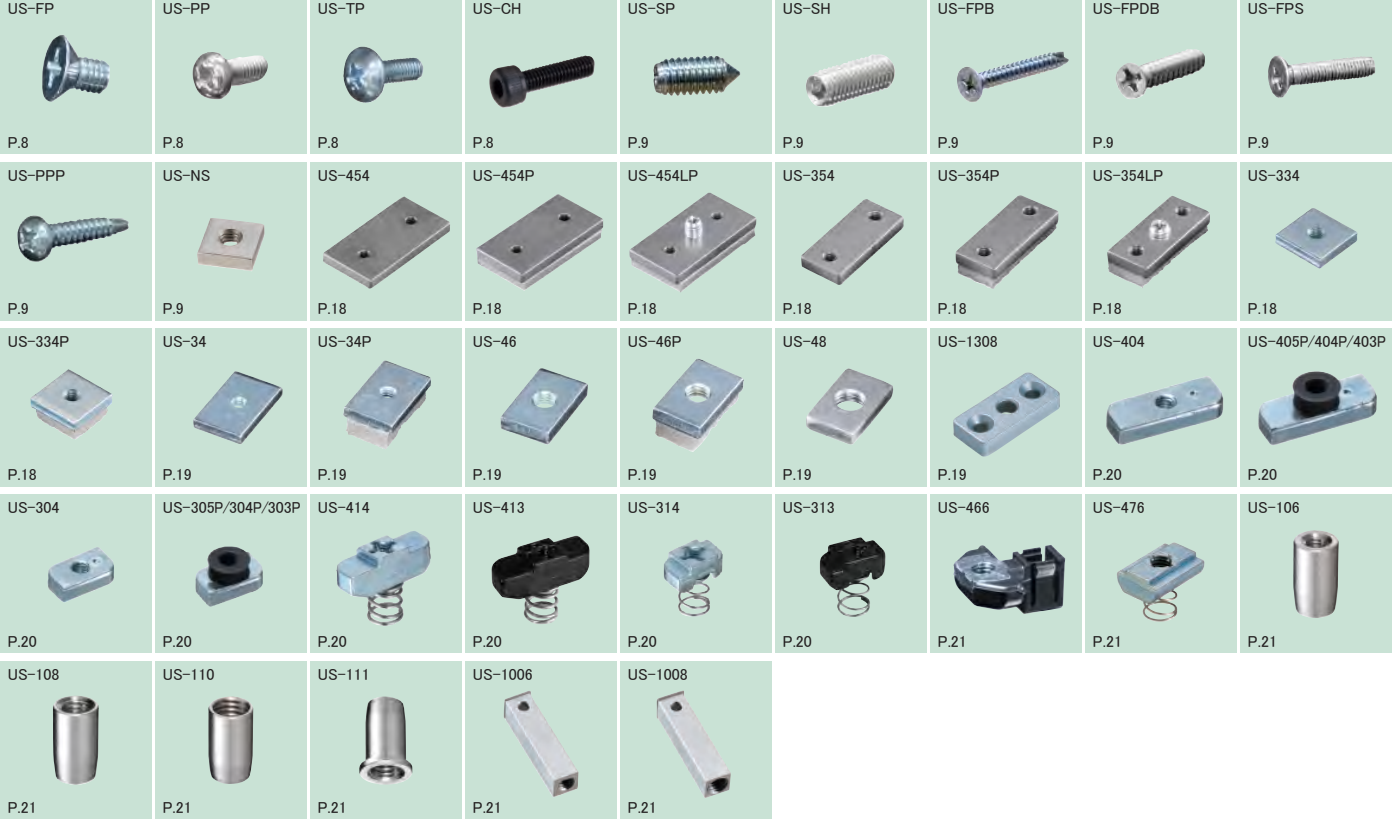 US-FP
US-PP
US-TP
US-CH
US-SP
US-SH
US-FPB
US-FPDB
US-FPS
P.8
P.8
P.8
P.8
P.9
P.9
P.9
P.9
P.9
US-PPP
US-NS
US-454
US-454P
US-454LP
US-354
US-354P
US-354LP
US-334
P.9
P.9
P.18
P.18
P.18
P.18
P.18
P.18
P.18
US-334P
US-34
US-34P
US-46
US-46P
US-48
US-1308
US-404
US-405P/404P/403P
P.18
P.19
P.19
P.19
P.19
P.19
P.19
P.20
P.20
US-304
US-305P/304P/303P
US-414
US-413
US-314
US-313
US-466
US-476
US-106
P.20
P.20
P.20
P.20
P.20
P.20
P.21
P.21
P.21
US-108
US-110
US-111
US-1006
US-1008
P.21
P.21
P.21
P.21
P.21